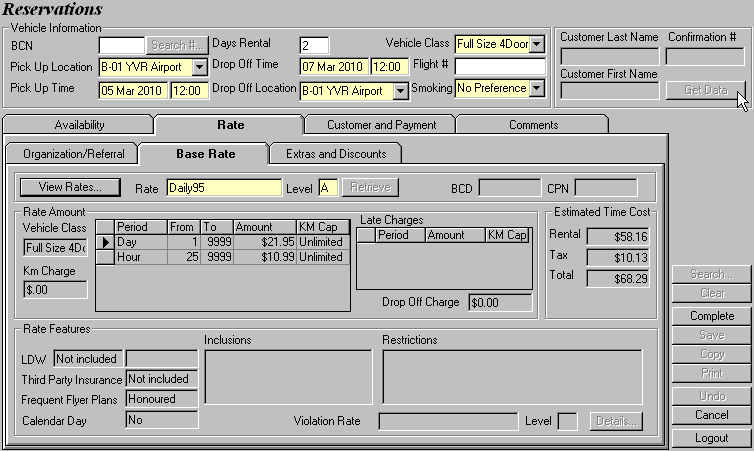 Reservations
Vehicle Information
BCN Search #... Days Rental 2 Vehicle Class Full Size 4Door
Customer Last Name Confirmation #
Pick Up Location B-01 YVR Airport Drop Off Time 07 Mar 2010 12:00 Flight #
Customer First Name
Pick Up Time 05 Mar 2010 12:00 Drop Off Location B-01 YVR Airport Smoking No Preference
Get Data
Availability Rate Customer and Payment Comments
Organization/Referral Base Rate Extras and Discounts
View Rates... Rate Daily95 Level A Retrieve BCD CPN
Rate Amount
Vehicle Class
Full Size 4Do
Km Charge
$.00
Period From To Amount KM Cap
Day 1 9999 $21.95 Unlimited
Hour 25 9999 $10.99 Unlimited
Late Charges
Period Amount KM Cap
Drop Off Charge $0.00
Estimated Time Cost
Rental $58.16
Tax $10.13
Total $68.29
Rate Features
Inclusions Restrictions
LDW Not included
Third Party Insurance Not included
Frequent Flyer Plans Honoured
Calendar Day No
Violation Rate Level Details...
Search...
Clear
Complete
Save
Copy
Print
Undo
Cancel
Logout